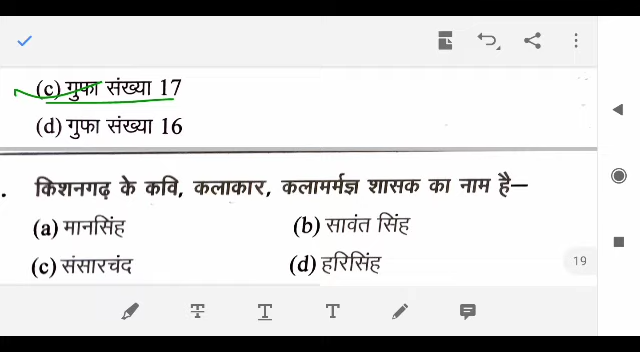 (c) गुफा संख्या 17
(d) गुफा संख्या 16
. किशनगढ़ के कवि, कलाकार, कलामर्मज्ञ शासक का नाम है—
(a) मानसिंह (b) सावंत सिंह
(c) संसारचंद (d) हरिसिंह
19